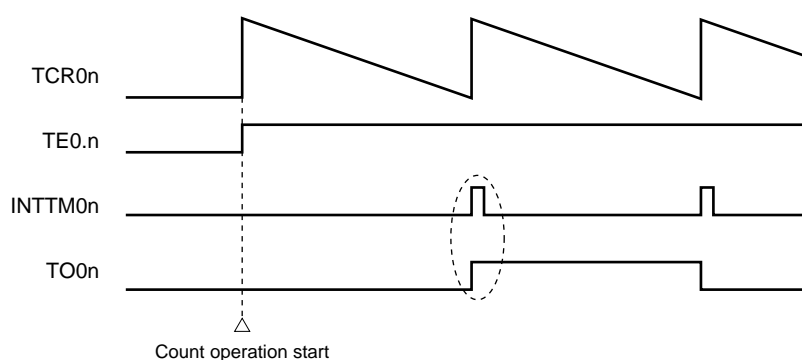 TCR0n
TE0.n
INTTM0n
TO0n
Count operation start